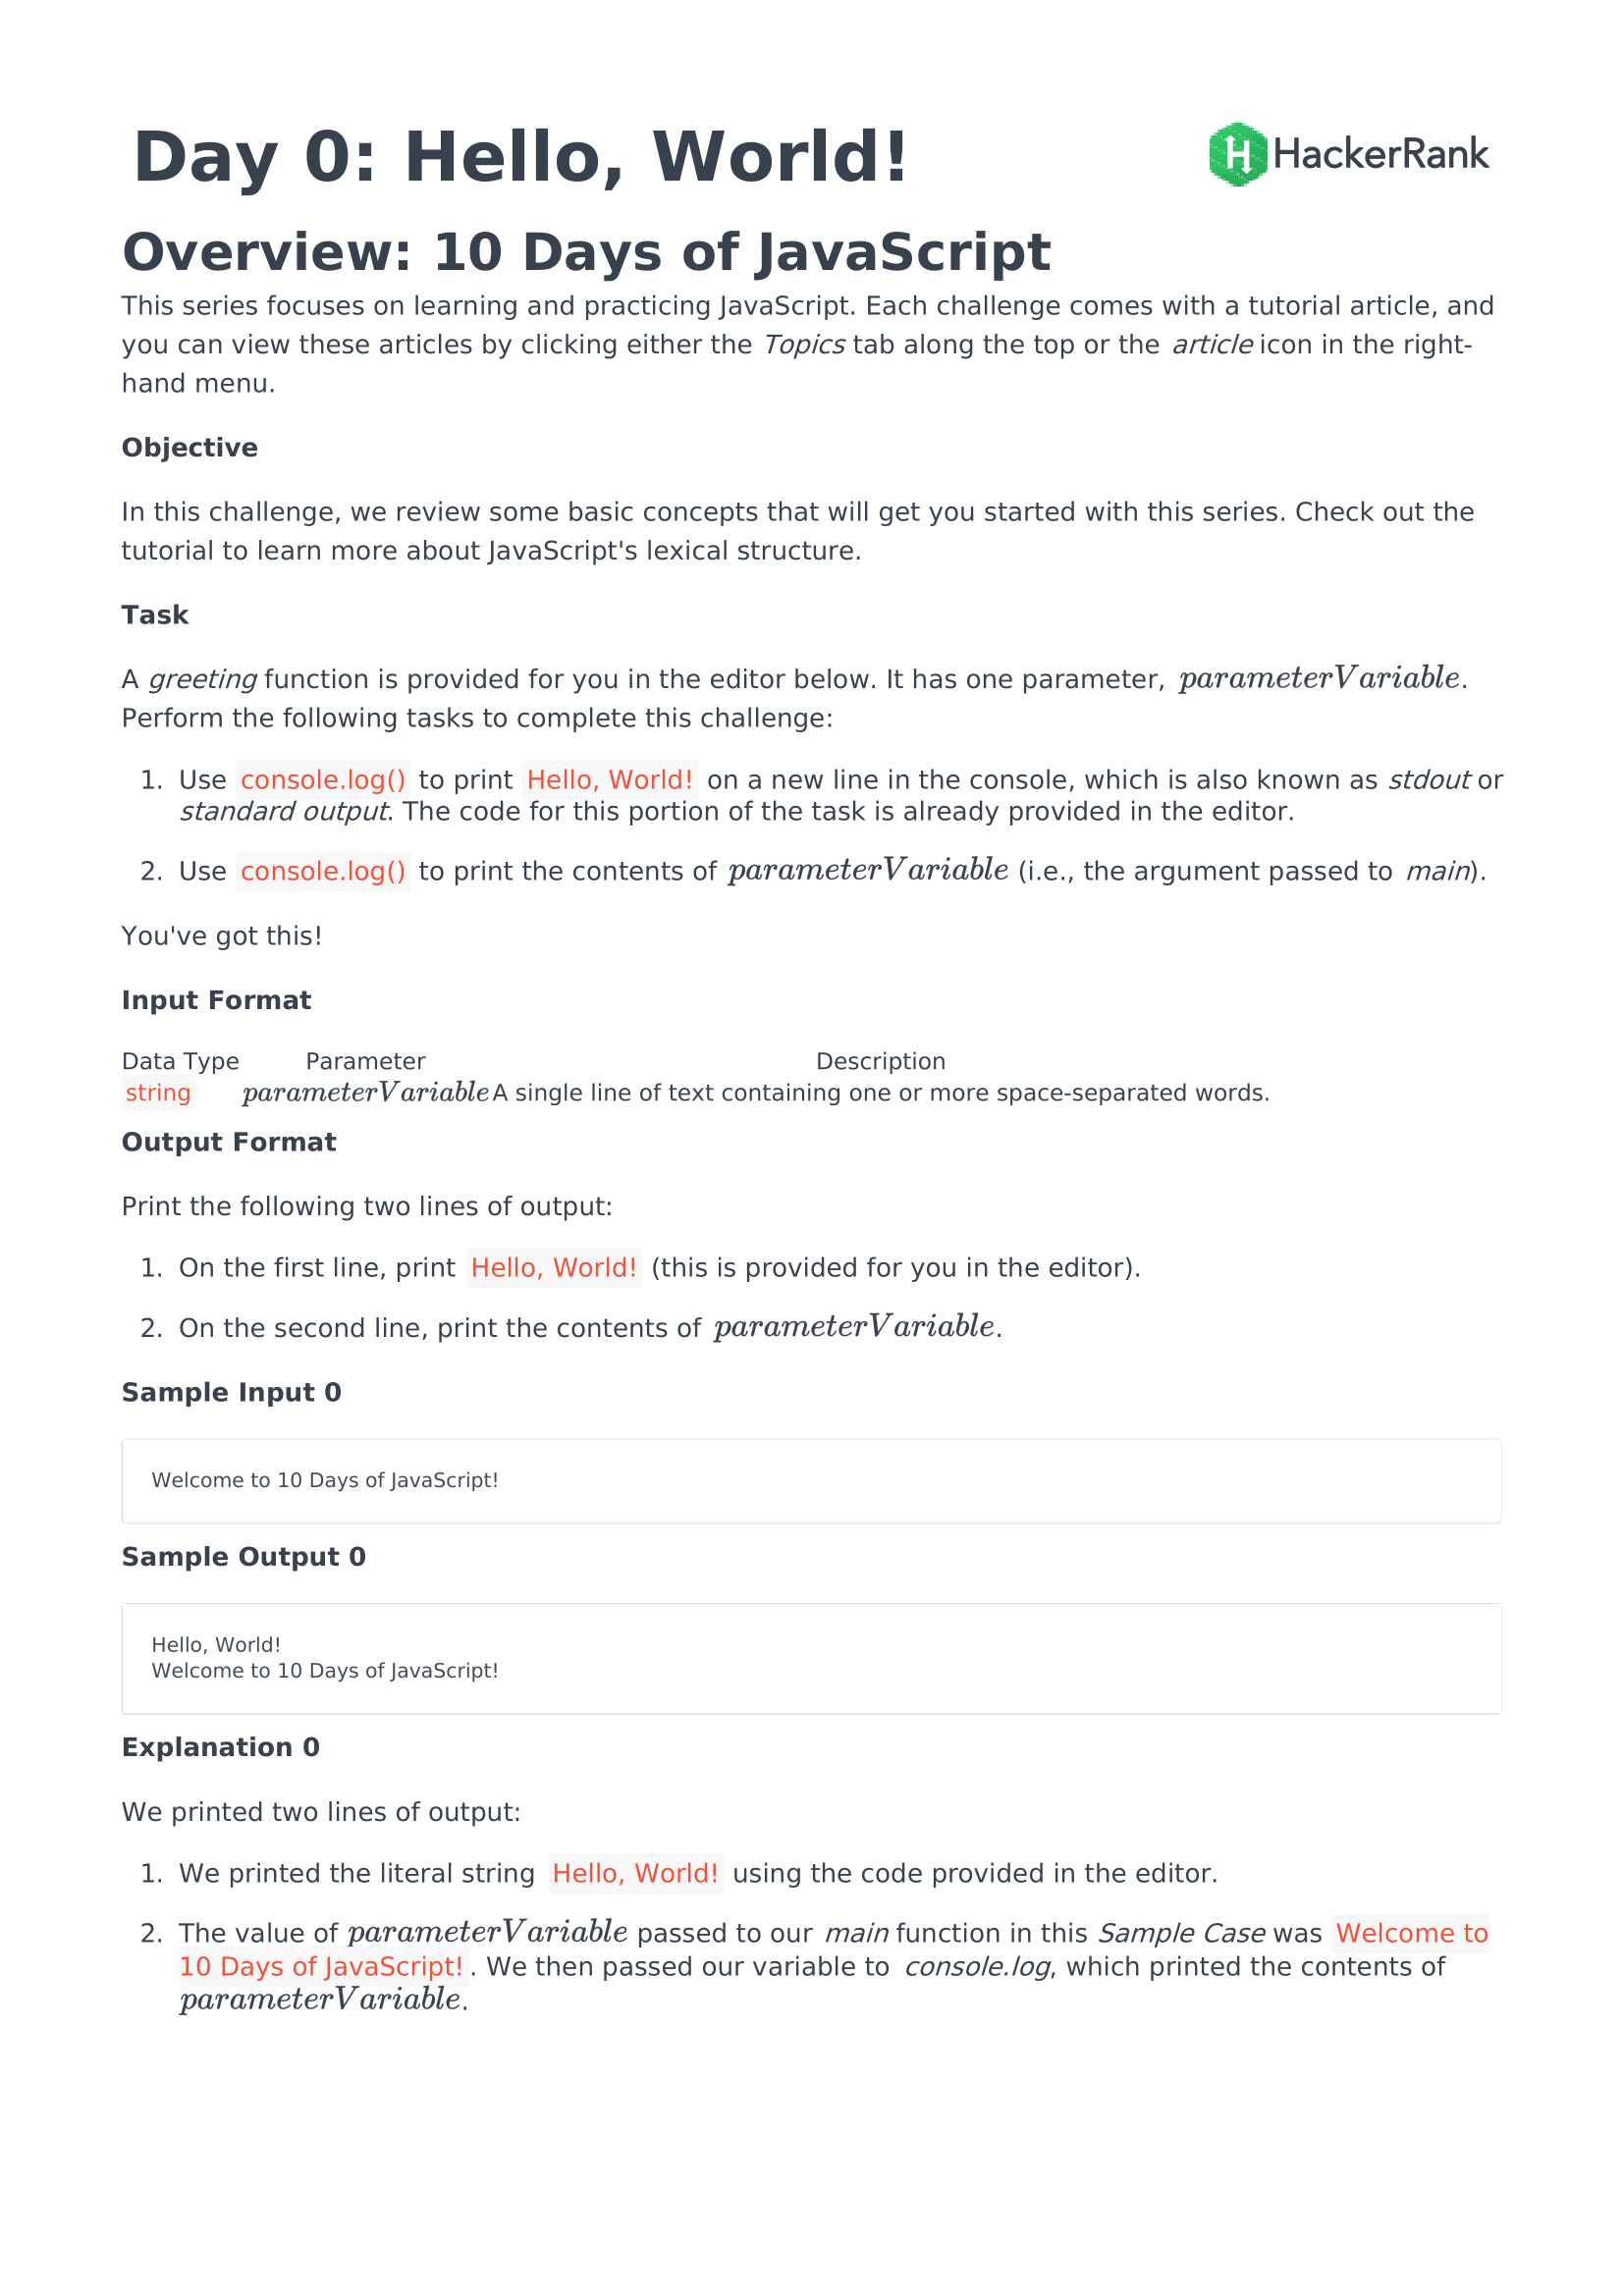 Day 0: Hello, World!
HackerRank
Overview: 10 Days of JavaScript
This series focuses on learning and practicing JavaScript. Each challenge comes with a tutorial article, and
you can view these articles by clicking either the Topics tab along the top or the article icon in the right-
hand menu.
Objective
In this challenge, we review some basic concepts that will get you started with this series. Check out the
tutorial to learn more about JavaScript's lexical structure.
Task
A greeting function is provided for you in the editor below. It has one parameter, parameterVariable.
Perform the following tasks to complete this challenge:
1. Use console.log() to print Hello, World! on a new line in the console, which is also known as stdout or
standard output. The code for this portion of the task is already provided in the editor.
2. Use console.log() to print the contents of parameterVariable (i.e., the argument passed to main).
You've got this!
Input Format
Data Type Parameter Description
string parameterVariable A single line of text containing one or more space-separated words.
Output Format
Print the following two lines of output:
1. On the first line, print Hello, World! (this is provided for you in the editor).
2. On the second line, print the contents of parameterVariable.
Sample Input 0
Welcome to 10 Days of JavaScript!
Sample Output 0
Hello, World!
Welcome to 10 Days of JavaScript!
Explanation 0
We printed two lines of output:
1. We printed the literal string Hello, World! using the code provided in the editor.
2. The value of parameterVariable passed to our main function in this Sample Case was Welcome to
10 Days of JavaScript!. We then passed our variable to console.log, which printed the contents of
parameterVariable.